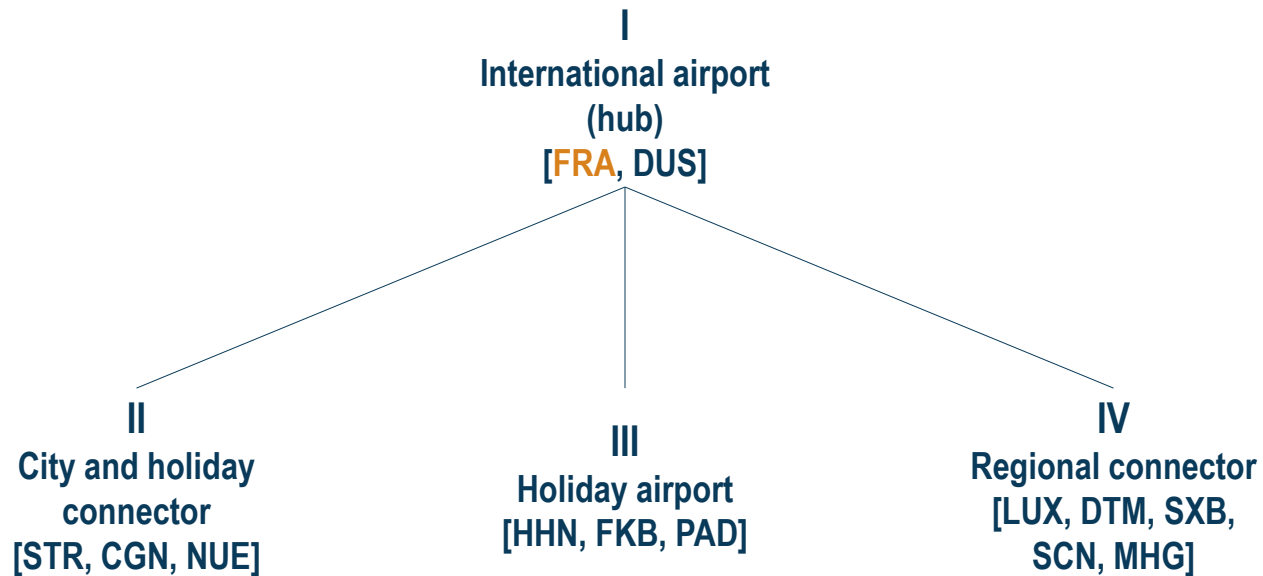 I
International airport
(hub)
[FRA, DUS]
II
City and holiday
connector
[STR, CGN, NUE]
III
Holiday airport
[HHN, FKB, PAD]
IV
Regional connector
[LUX, DTM, SXB,
SCN, MHG]